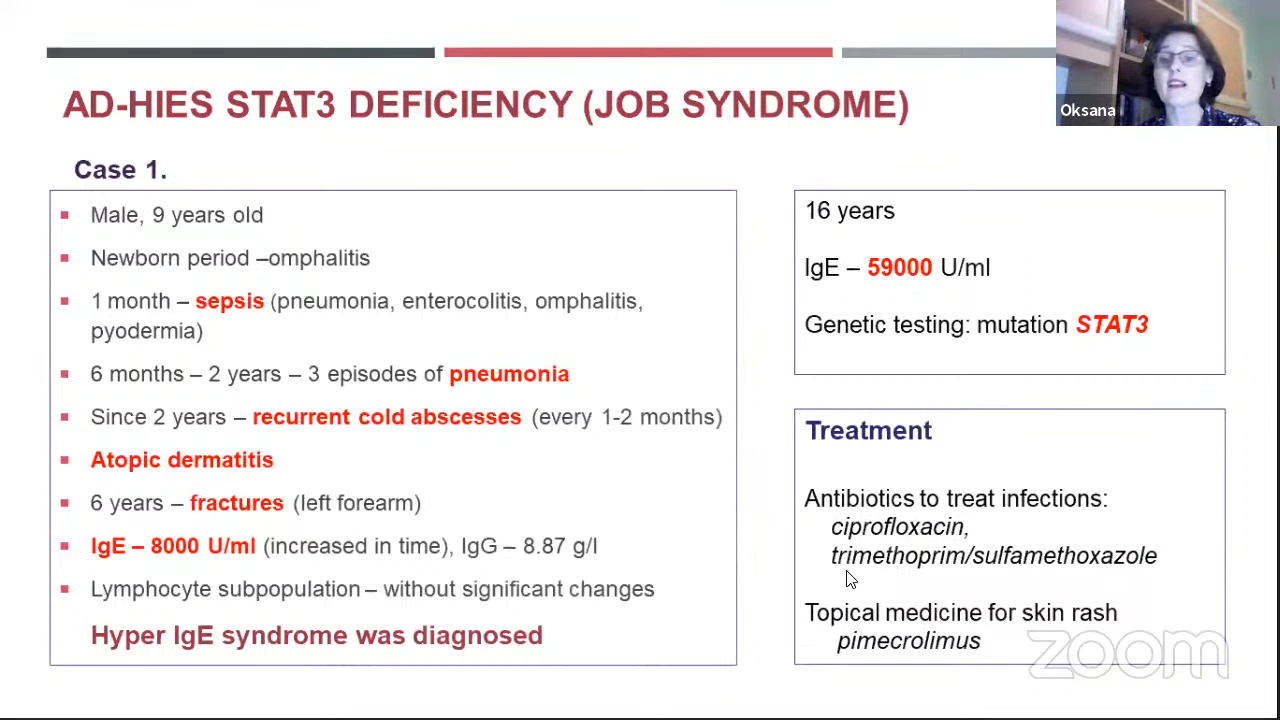 AD-HIES STAT3 DEFICIENCY (JOB SYNDROME)
Oksana
Case 1.
Male, 9 years old
Newborn period –omphalitis
1 month – sepsis (pneumonia, enterocolitis, omphalitis,
pyodermia)
6 months – 2 years – 3 episodes of pneumonia
Since 2 years – recurrent cold abscesses (every 1-2 months)
Atopic dermatitis
6 years – fractures (left forearm)
IgE – 8000 U/ml (increased in time), IgG – 8.87 g/l
Lymphocyte subpopulation – without significant changes
Hyper IgE syndrome was diagnosed
16 years
IgE – 59000 U/ml
Genetic testing: mutation STAT3
Treatment
Antibiotics to treat infections:
ciprofloxacin,
trimethoprim/sulfamethoxazole
Topical medicine for skin rash
pimecrolimus
zoom